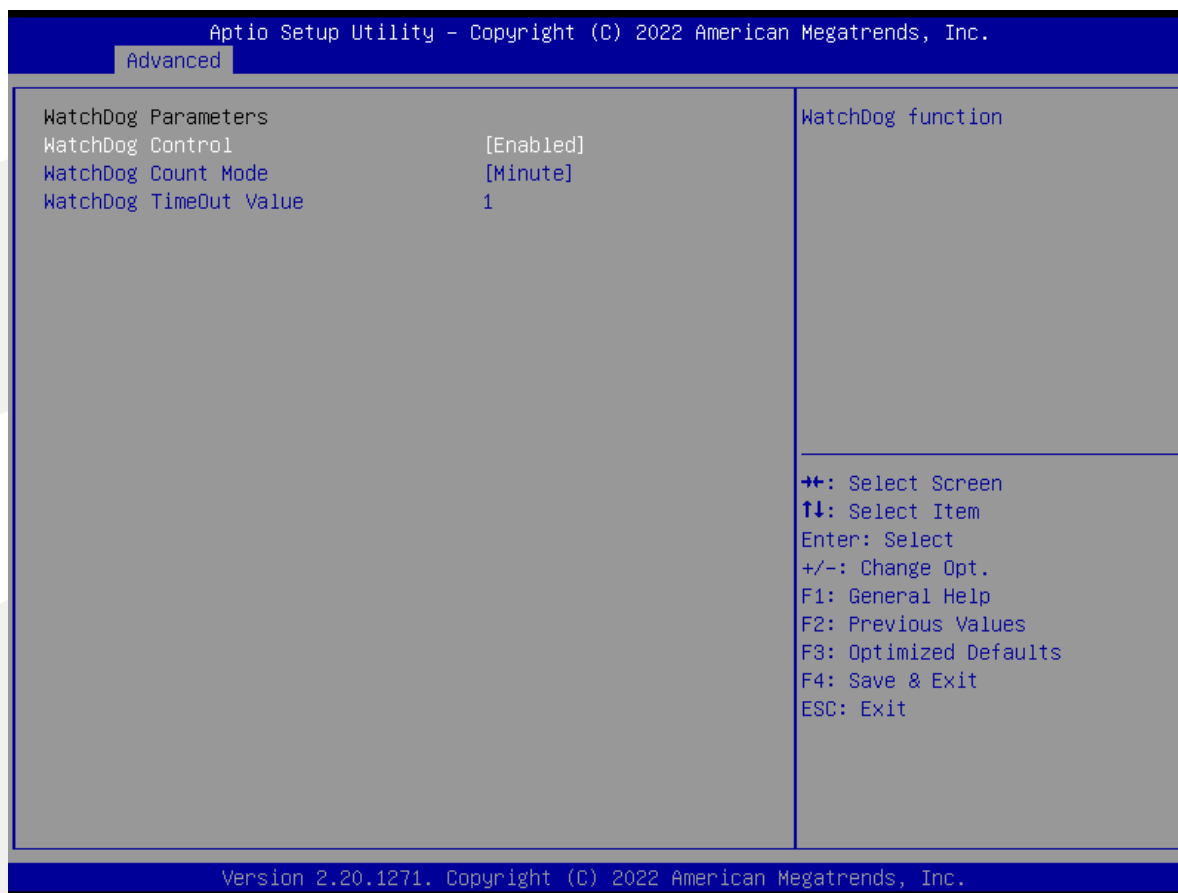 Aptio Setup Utility – Copyright (C) 2022 American Megatrends, Inc.
Advanced
WatchDog Parameters
WatchDog Control [Enabled]
WatchDog Count Mode [Minute]
WatchDog TimeOut Value 1
WatchDog function
→←: Select Screen
↑↓: Select Item
Enter: Select
+/-: Change Opt.
F1: General Help
F2: Previous Values
F3: Optimized Defaults
F4: Save & Exit
ESC: Exit
Version 2.20.1271. Copyright (C) 2022 American Megatrends, Inc.